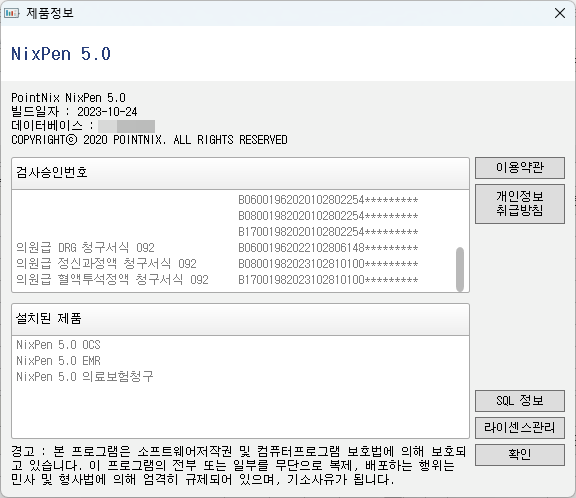 제품정보
NixPen 5.0
PointNix NixPen 5.0
빌드일자 : 2023-10-24
데이터베이스 :
COPYRIGHTⓒ 2020 POINTNIX. ALL RIGHTS RESERVED
검사승인번호
B06001962020102802254*********
B08001982020102802254*********
B17001982020102802254*********
의원급 DRG 청구서식 092 B06001962022102806148*********
의원급 정신과정액 청구서식 092 B08001982023102810100*********
의원급 혈액투석정액 청구서식 092 B17001982023102810100*********
이용약관
개인정보
취급방침
설치된 제품
NixPen 5.0 OCS
NixPen 5.0 EMR
NixPen 5.0 의료보험청구
SQL 정보
라이센스관리
확인
경고 : 본 프로그램은 소프트웨어저작권 및 컴퓨터프로그램 보호법에 의해 보호되
고 있습니다. 이 프로그램의 전부 또는 일부를 무단으로 복제, 배포하는 행위는
민사 및 형사법에 의해 엄격히 규제되어 있으며, 기소사유가 됩니다.